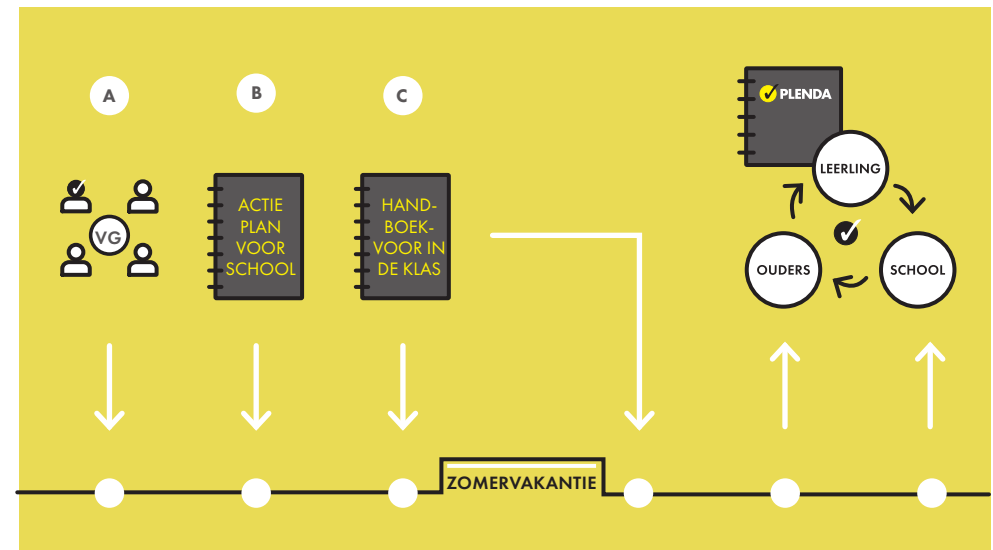 A
B
C
VG
ACTIE
PLAN
VOOR
SCHOOL
HAND-
BOEK-
VOOR IN
DE KLAS
PLENDA
LEERLING
OUDERS
SCHOOL
ZOMERVAKANTIE